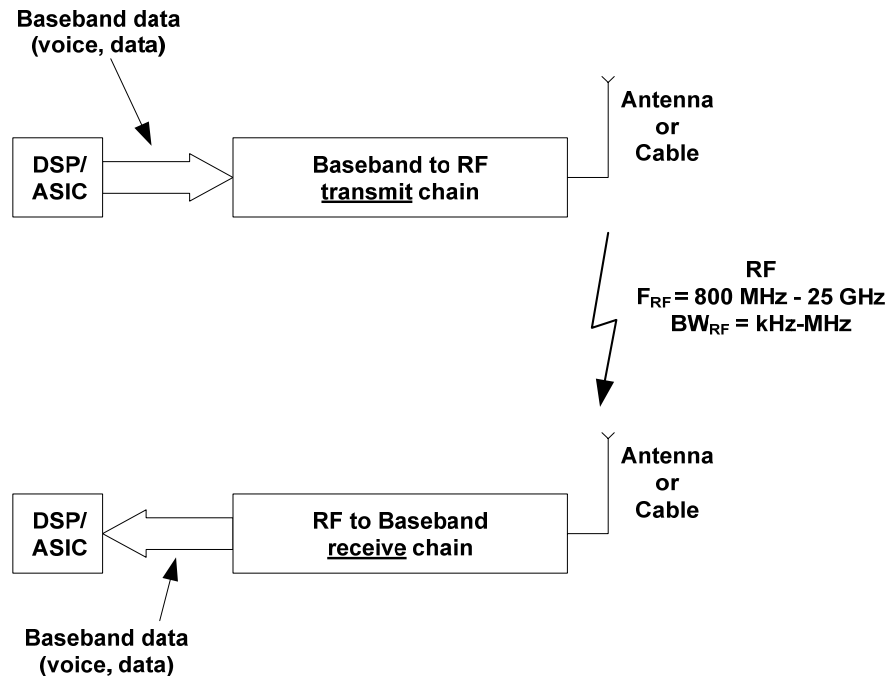 Baseband data
(voice, data)
DSP/
ASIC
Baseband to RF
transmit chain
Antenna
or
Cable
RF
FRF = 800 MHz - 25 GHz
BWRF = kHz-MHz
Antenna
or
Cable
DSP/
ASIC
RF to Baseband
receive chain
Baseband data
(voice, data)